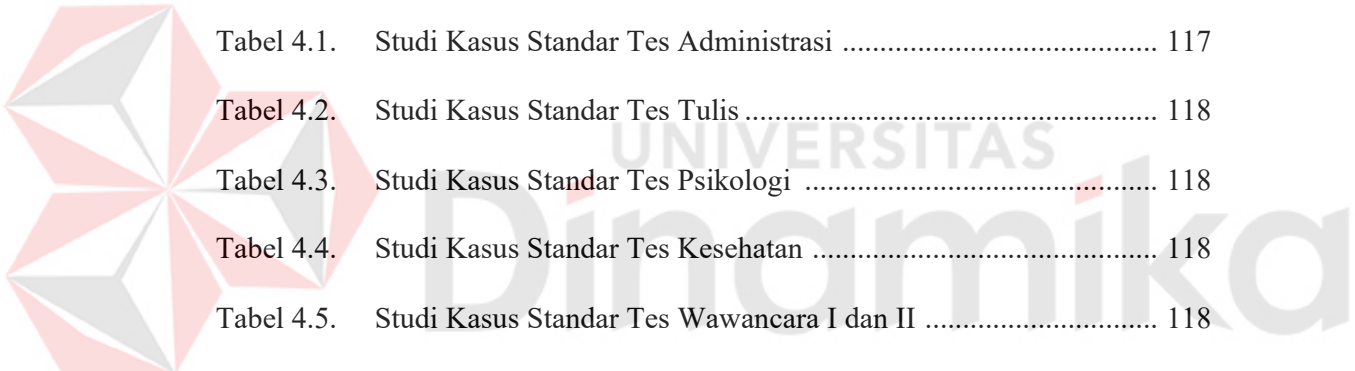 Tabel 4.1. Studi Kasus Standar Tes Administrasi ....................................... 117
Tabel 4.2. Studi Kasus Standar Tes Tulis ................................................... 118
UNIVERSITAS
Tabel 4.3. Studi Kasus Standar Tes Psikologi ............................................ 118
Dinamika
Tabel 4.4. Studi Kasus Standar Tes Kesehatan ........................................... 118
Tabel 4.5. Studi Kasus Standar Tes Wawancara I dan II ............................. 118